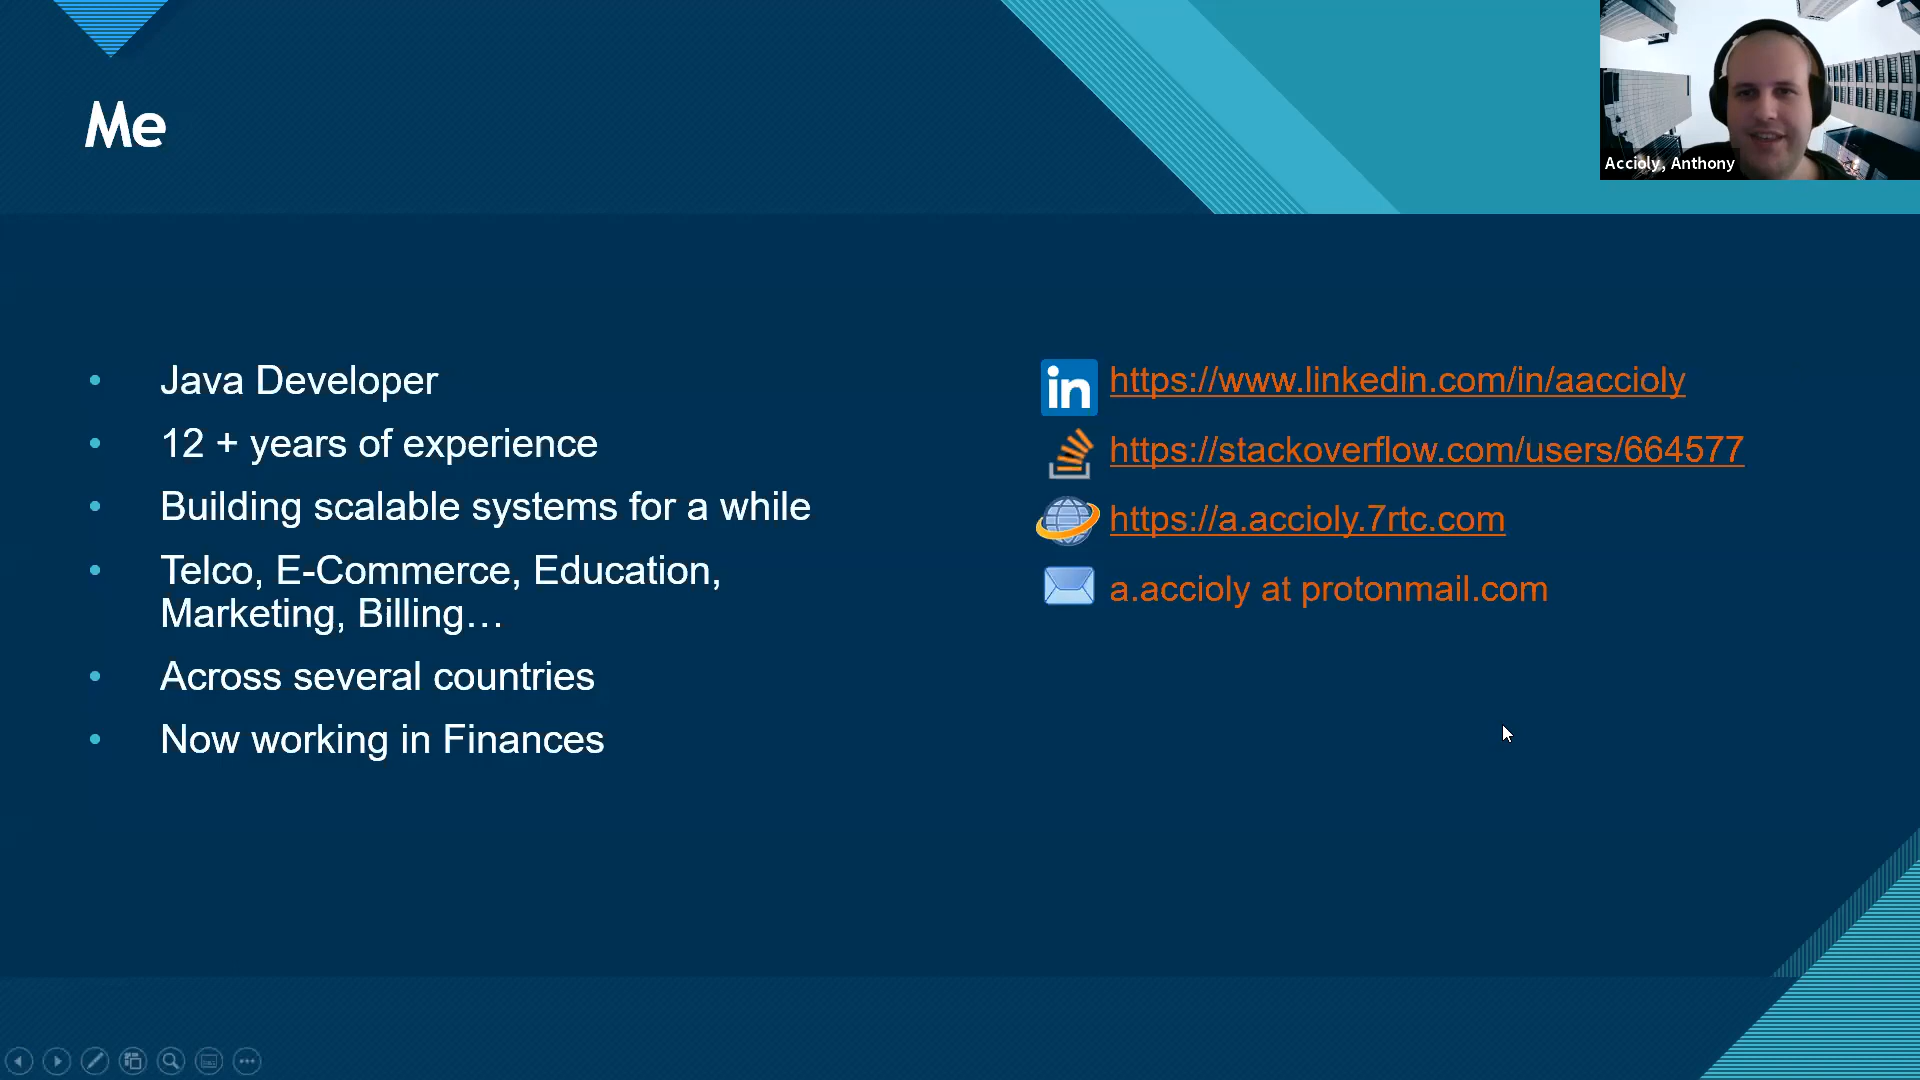 Me
Accioly, Anthony
Java Developer
12 + years of experience
Building scalable systems for a while
Telco, E-Commerce, Education,
Marketing, Billing…
Across several countries
Now working in Finances
in
https://www.linkedin.com/in/aaccioly
https://stackoverflow.com/users/664577
https://a.accioly.7rtc.com
a.accioly at protonmail.com